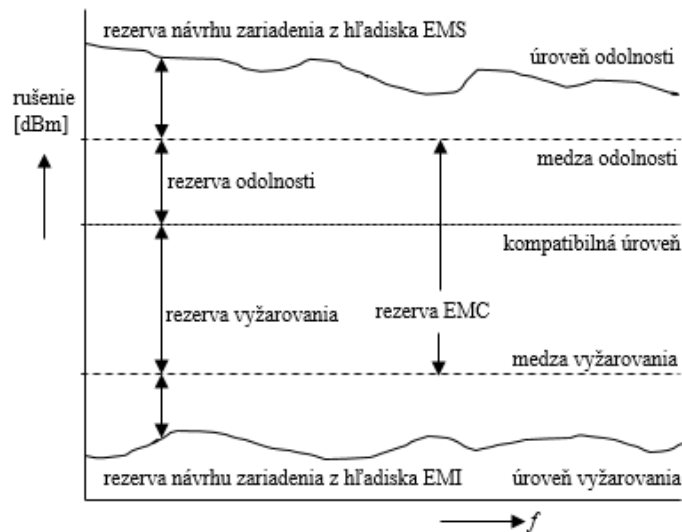 rezerva návrhu zariadenia z hľadiska EMS
úroveň odolnosti
rušenie
[dBm]
medza odolnosti
rezerva odolnosti
kompatibilná úroveň
rezerva vyžarovania
rezerva EMC
medza vyžarovania
rezerva návrhu zariadenia z hľadiska EMI
úroveň vyžarovania
f